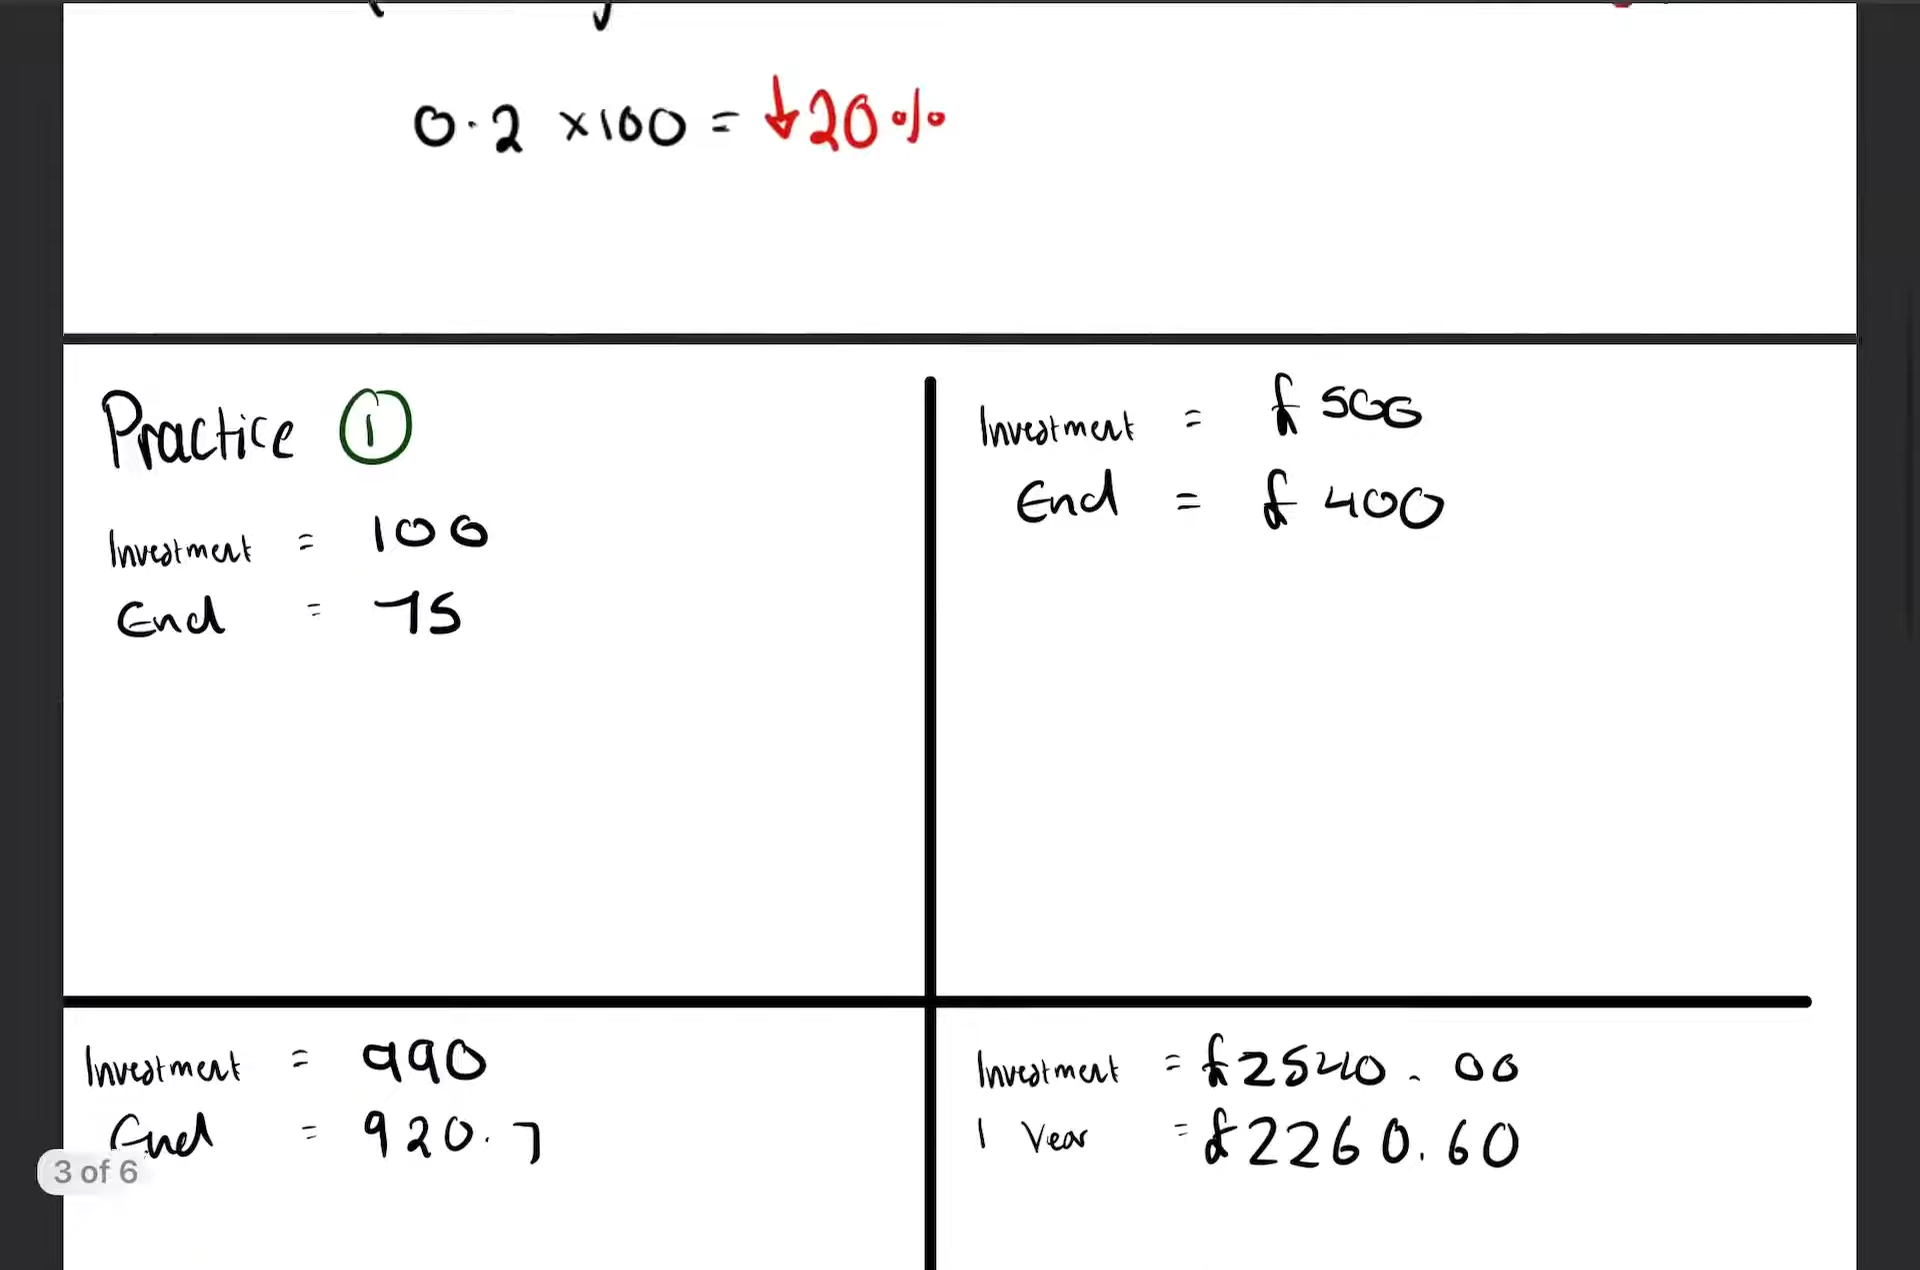 0.2 ×100 = ↓20%
Practice ①
Investment = 100
End = 75
Investment = £500
End = £400
Investment = 990
End = 920.7
Investment = £2540.00
1 Year = £2260.60
3 of 6